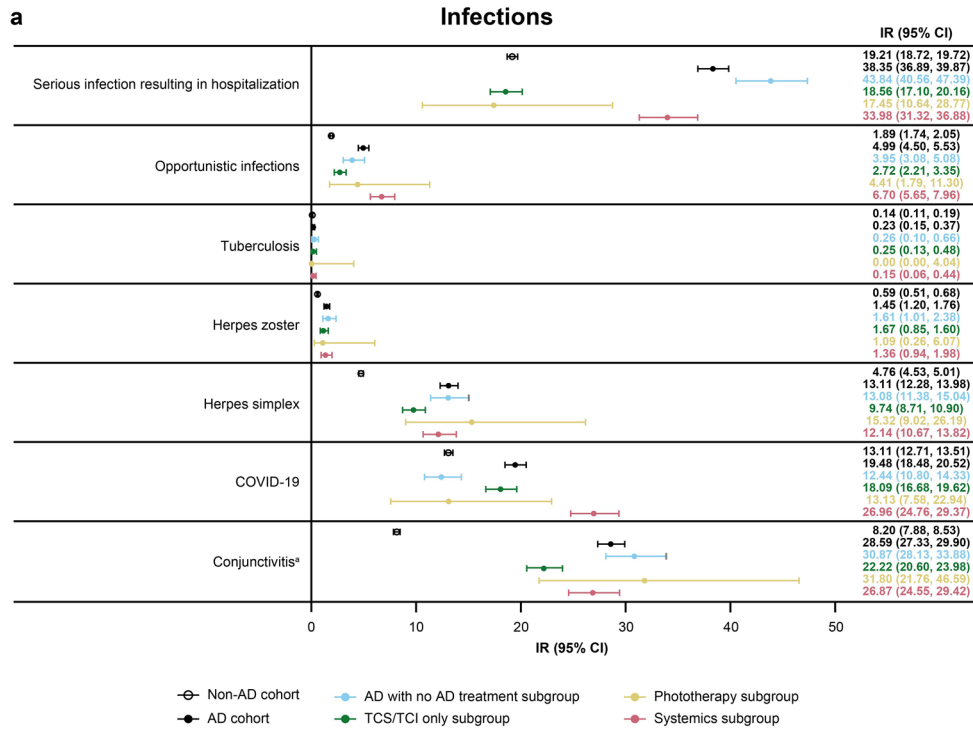 a
Infections
IR (95% CI)
Serious infection resulting in hospitalization
19.21 (18.72, 19.72)
38.35 (36.89, 39.87)
43.84 (40.56, 47.39)
18.56 (17.10, 20.16)
17.45 (10.64, 28.77)
33.98 (31.32, 36.88)
Opportunistic infections
1.89 (1.74, 2.05)
4.99 (4.50, 5.53)
3.95 (3.08, 5.08)
2.72 (2.21, 3.35)
4.41 (1.79, 11.30)
6.70 (5.65, 7.96)
Tuberculosis
0.14 (0.11, 0.19)
0.23 (0.15, 0.37)
0.26 (0.10, 0.66)
0.25 (0.13, 0.48)
0.00 (0.00, 4.04)
0.15 (0.06, 0.44)
Herpes zoster
0.59 (0.51, 0.68)
1.45 (1.20, 1.76)
1.61 (1.01, 2.38)
1.67 (0.85, 1.60)
1.09 (0.26, 6.07)
1.36 (0.94, 1.98)
Herpes simplex
4.76 (4.53, 5.01)
13.11 (12.28, 13.98)
13.08 (11.38, 15.04)
9.74 (8.71, 10.90)
15.32 (9.02, 26.19)
12.14 (10.67, 13.82)
COVID-19
13.11 (12.71, 13.51)
19.48 (18.48, 20.52)
12.44 (10.80, 14.33)
18.09 (16.68, 19.62)
13.13 (7.58, 22.94)
26.96 (24.76, 29.37)
Conjunctivitisᵃ
8.20 (7.88, 8.53)
28.59 (27.33, 29.90)
30.87 (28.13, 33.88)
22.22 (20.60, 23.98)
31.80 (21.76, 46.59)
26.87 (24.55, 29.42)
0 10 20 30 40 50
IR (95% CI)
Non-AD cohort AD with no AD treatment subgroup Phototherapy subgroup
AD cohort TCS/TCI only subgroup Systemics subgroup